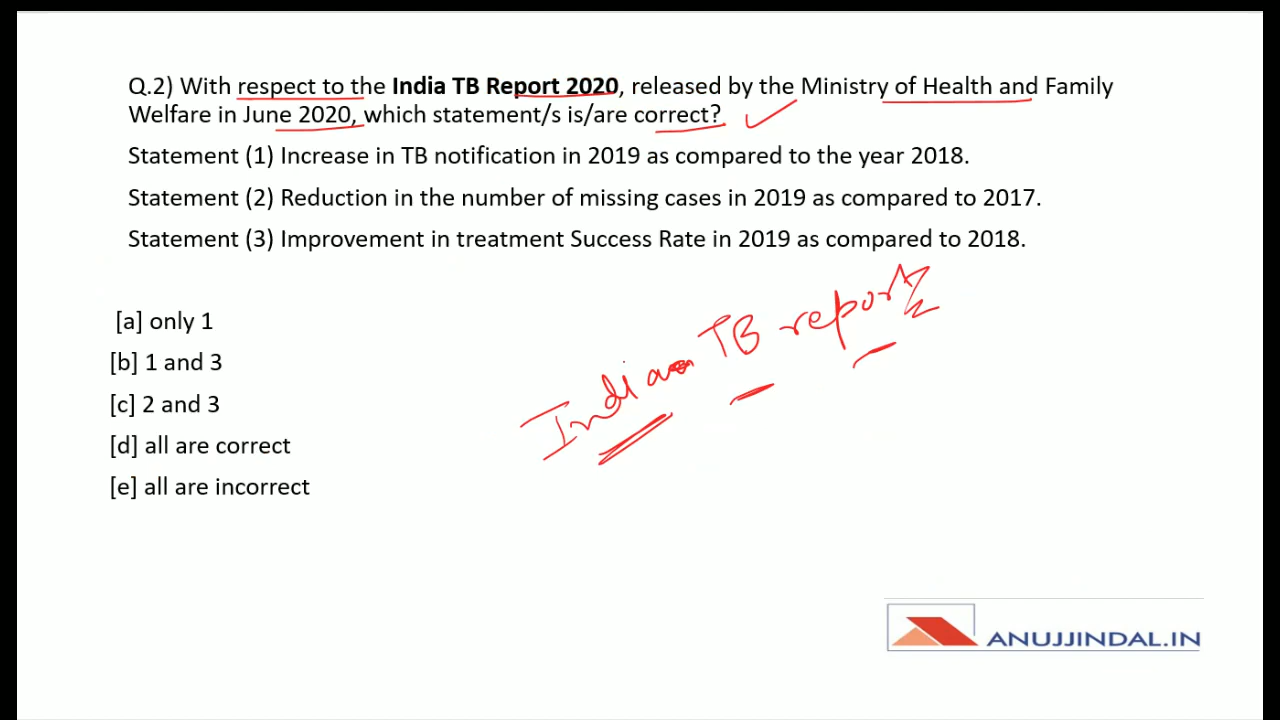 Q.2) With respect to the India TB Report 2020, released by the Ministry of Health and Family
Welfare in June 2020, which statement/s is/are correct?
Statement (1) Increase in TB notification in 2019 as compared to the year 2018.
Statement (2) Reduction in the number of missing cases in 2019 as compared to 2017.
Statement (3) Improvement in treatment Success Rate in 2019 as compared to 2018.
[a] only 1
[b] 1 and 3
[c] 2 and 3
[d] all are correct
[e] all are incorrect
India TB report
ANUJJINDAL.IN